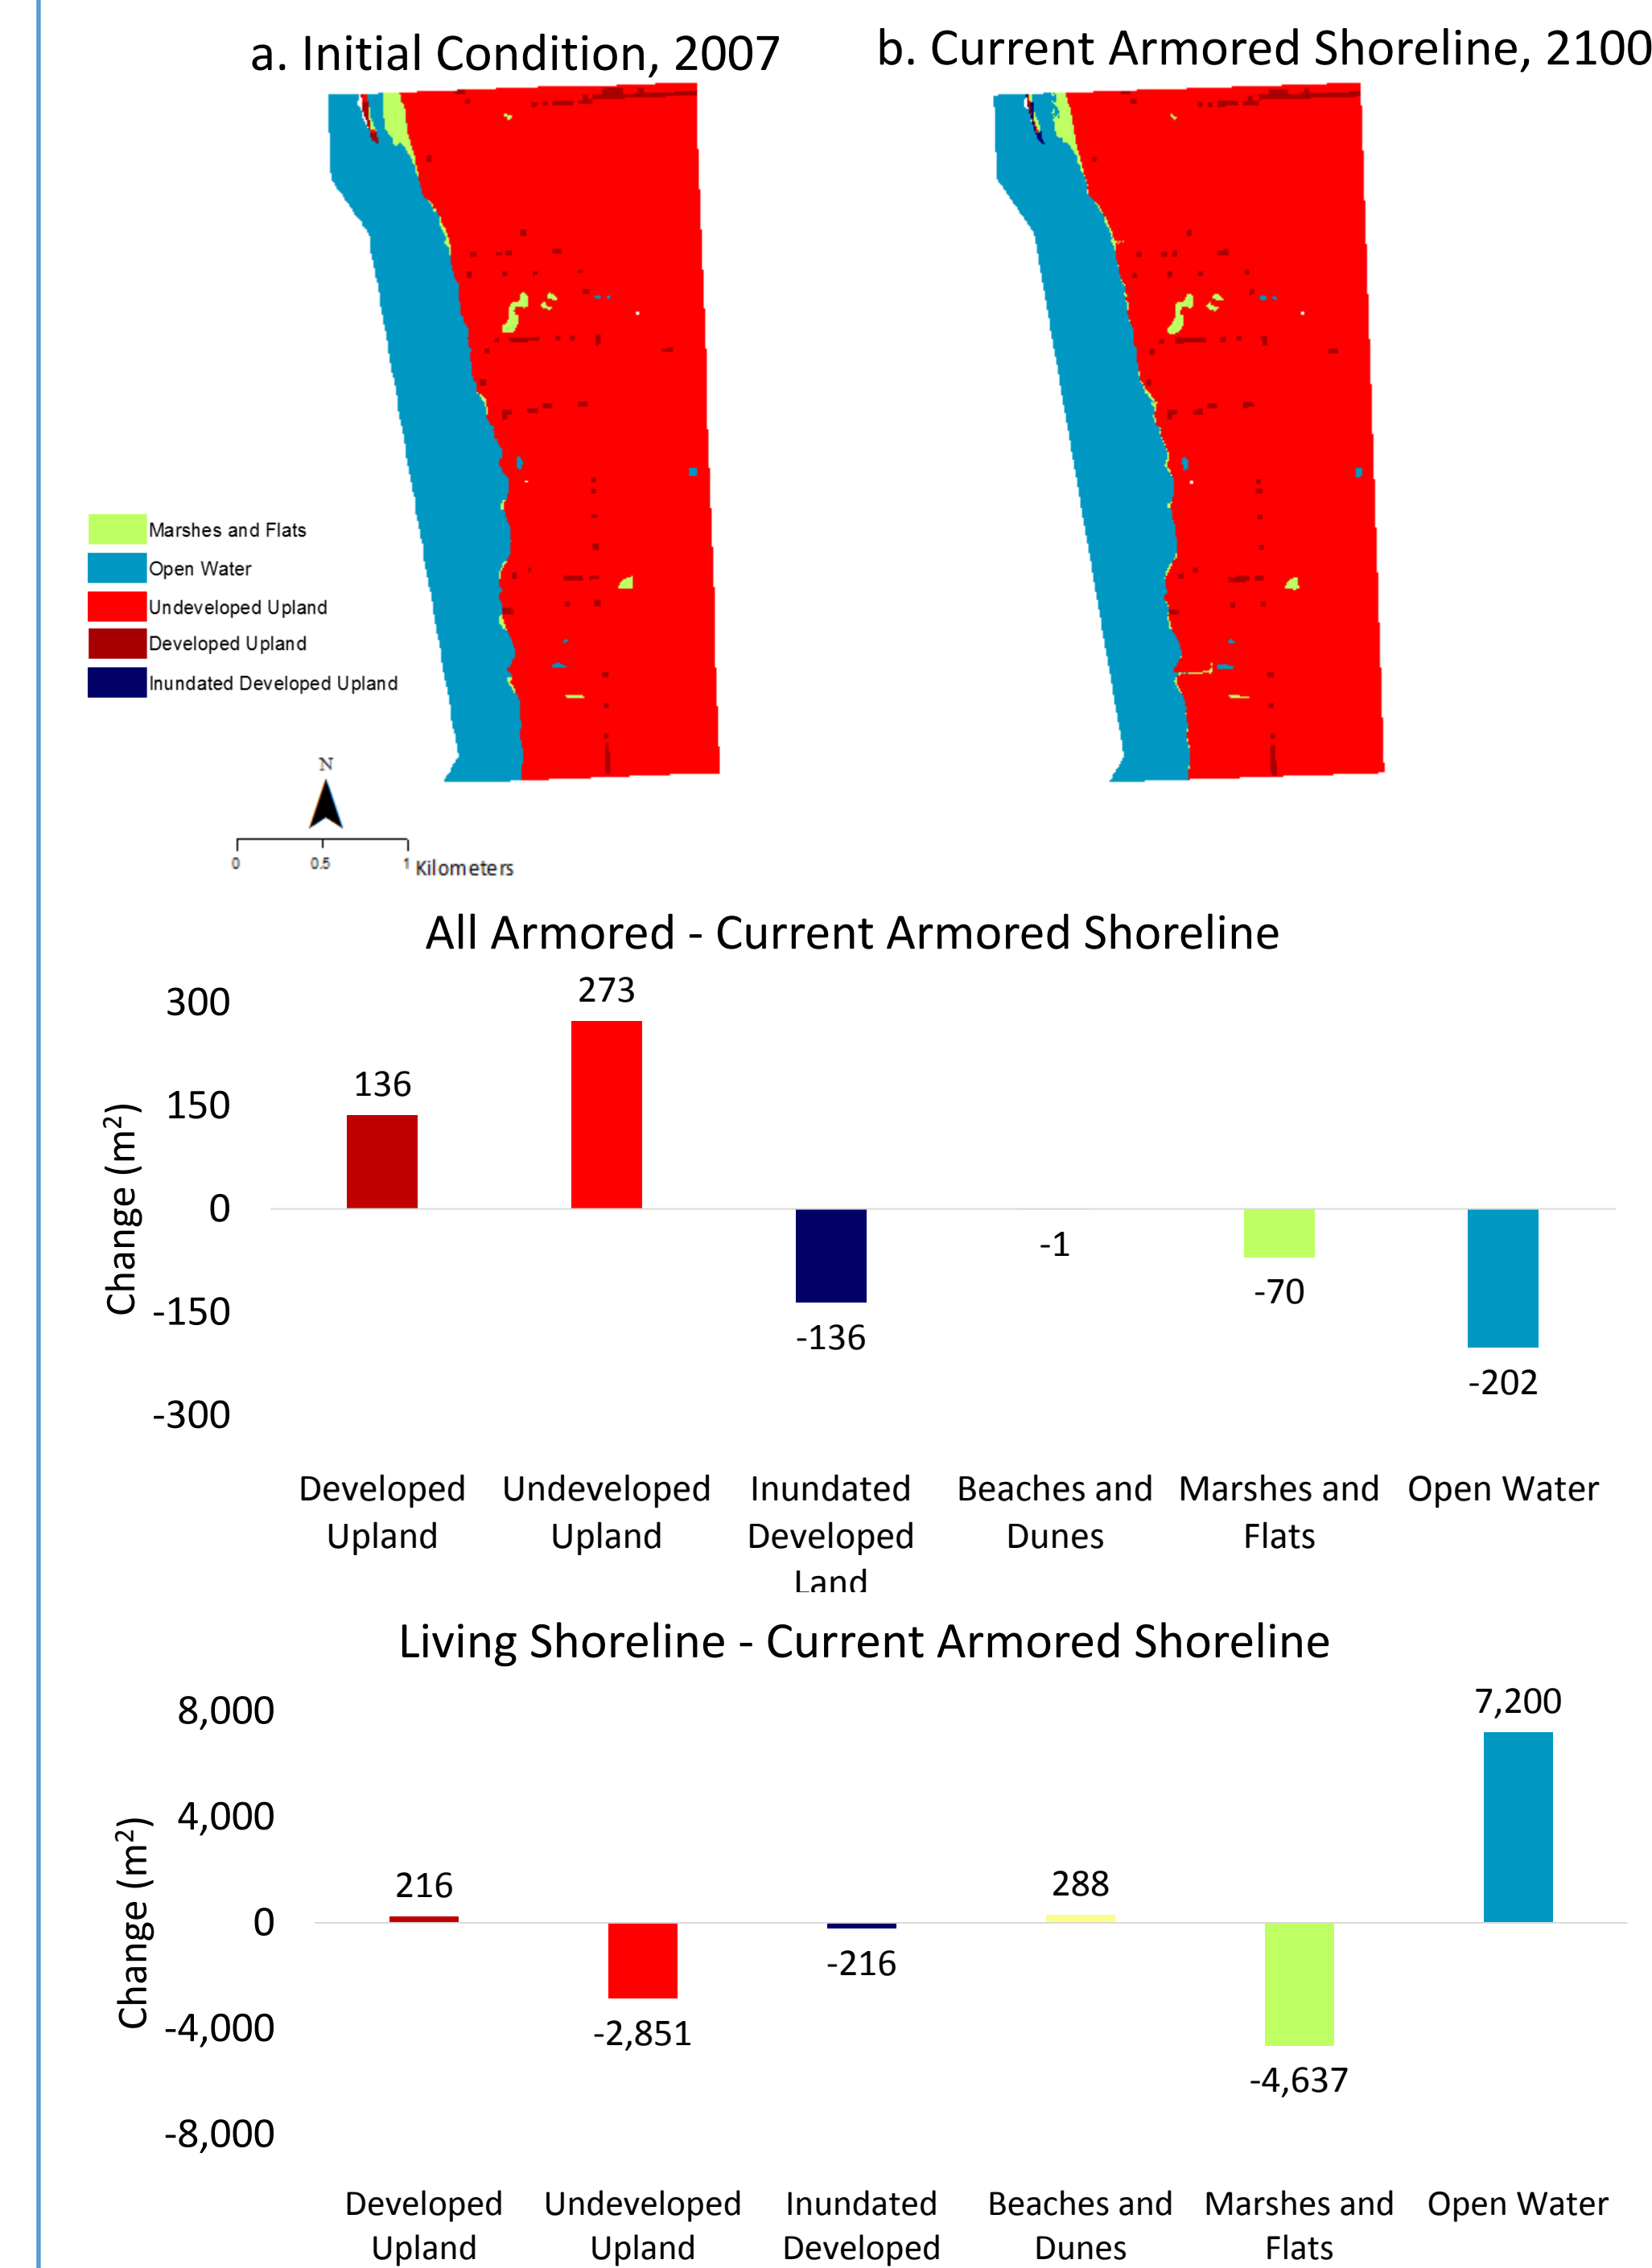 a. Initial Condition, 2007
b. Current Armored Shoreline, 2100
Marshes and Flats
Open Water
Undeveloped Upland
Developed Upland
Inundated Developed Upland
N
0 0.5 1 Kilometers
All Armored - Current Armored Shoreline
Change (m²)
300
150
0
-150
-300
136
273
-136
-1
-70
-202
Developed Upland
Undeveloped Upland
Inundated Developed Land
Beaches and Dunes
Marshes and Flats
Open Water
Living Shoreline - Current Armored Shoreline
Change (m²)
8,000
4,000
0
-4,000
-8,000
216
-2,851
-216
288
-4,637
7,200
Developed Upland
Undeveloped Upland
Inundated Developed
Beaches and Dunes
Marshes and Flats
Open Water